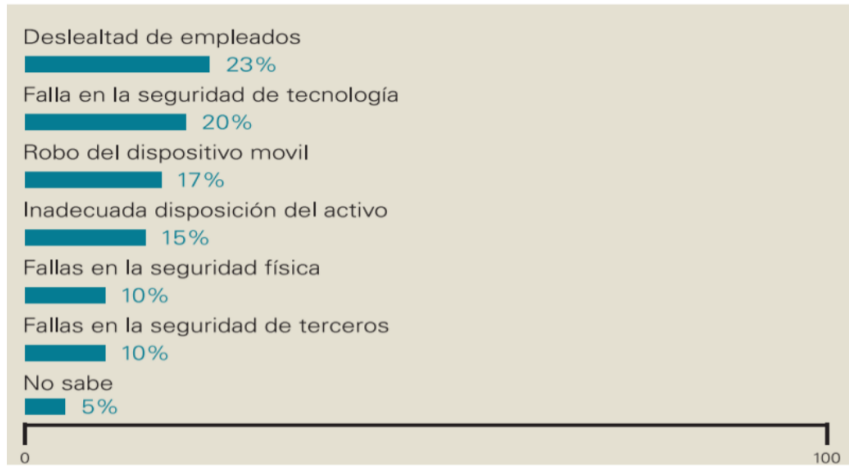 Deslealtad de empleados
23%
Falla en la seguridad de tecnología
20%
Robo del dispositivo movil
17%
Inadecuada disposición del activo
15%
Fallas en la seguridad física
10%
Fallas en la seguridad de terceros
10%
No sabe
5%
0 100